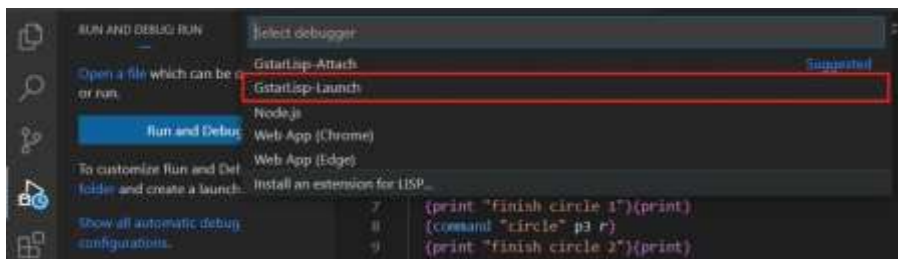 RUN AND DEBUG: RUN
Select debugger
Open a file which can be
or run.
Run and Debug
To customize Run and Def
folder and create a launch.
Show all automatic debug
configurations.
GstarLisp-Attach
Suggested
GstarLisp-Launch
Node.js
Web App (Chrome)
Web App (Edge)
Install an extension for LISP...
7 (print "finish circle 1")(print)
8 (command "circle" p3 r)
9 (print "finish circle 2")(print)